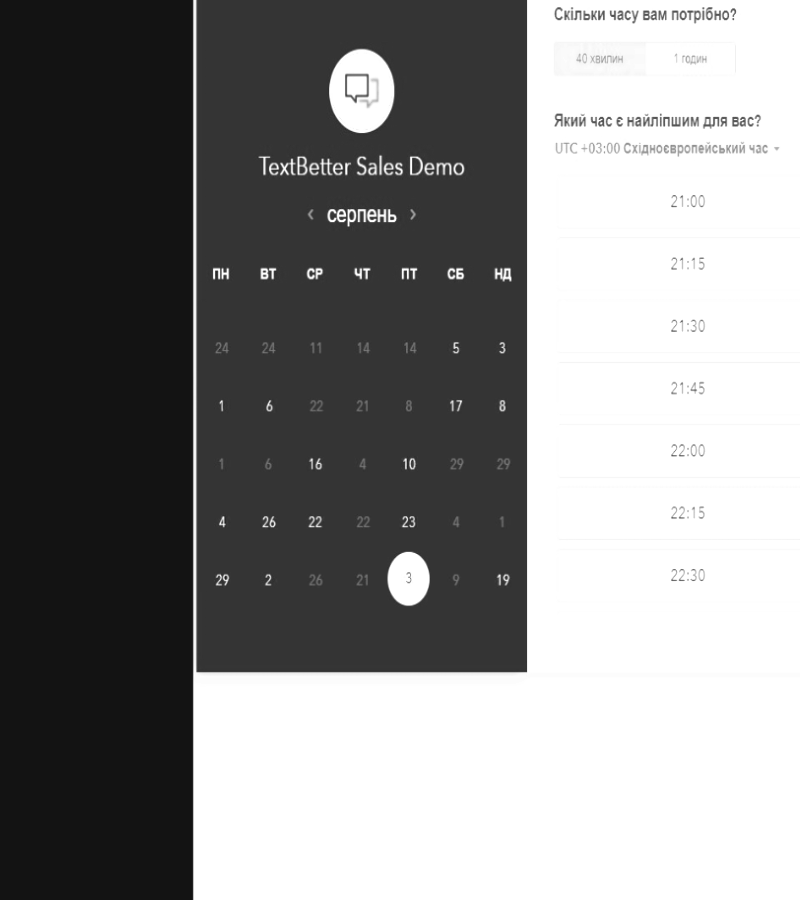 TextBetter Sales Demo
‹ серпень ›
ПН ВТ СР ЧТ ПТ СБ НД
24 24 11 14 14 5 3
1 6 22 21 8 17 8
1 6 16 4 10 29 29
4 26 22 22 23 4 1
29 2 26 21 3 9 19
Скільки часу вам потрібно?
40 хвилин 1 годин
Який час є найліпшим для вас?
UTC +03:00 Східноєвропейський час
21:00
21:15
21:30
21:45
22:00
22:15
22:30